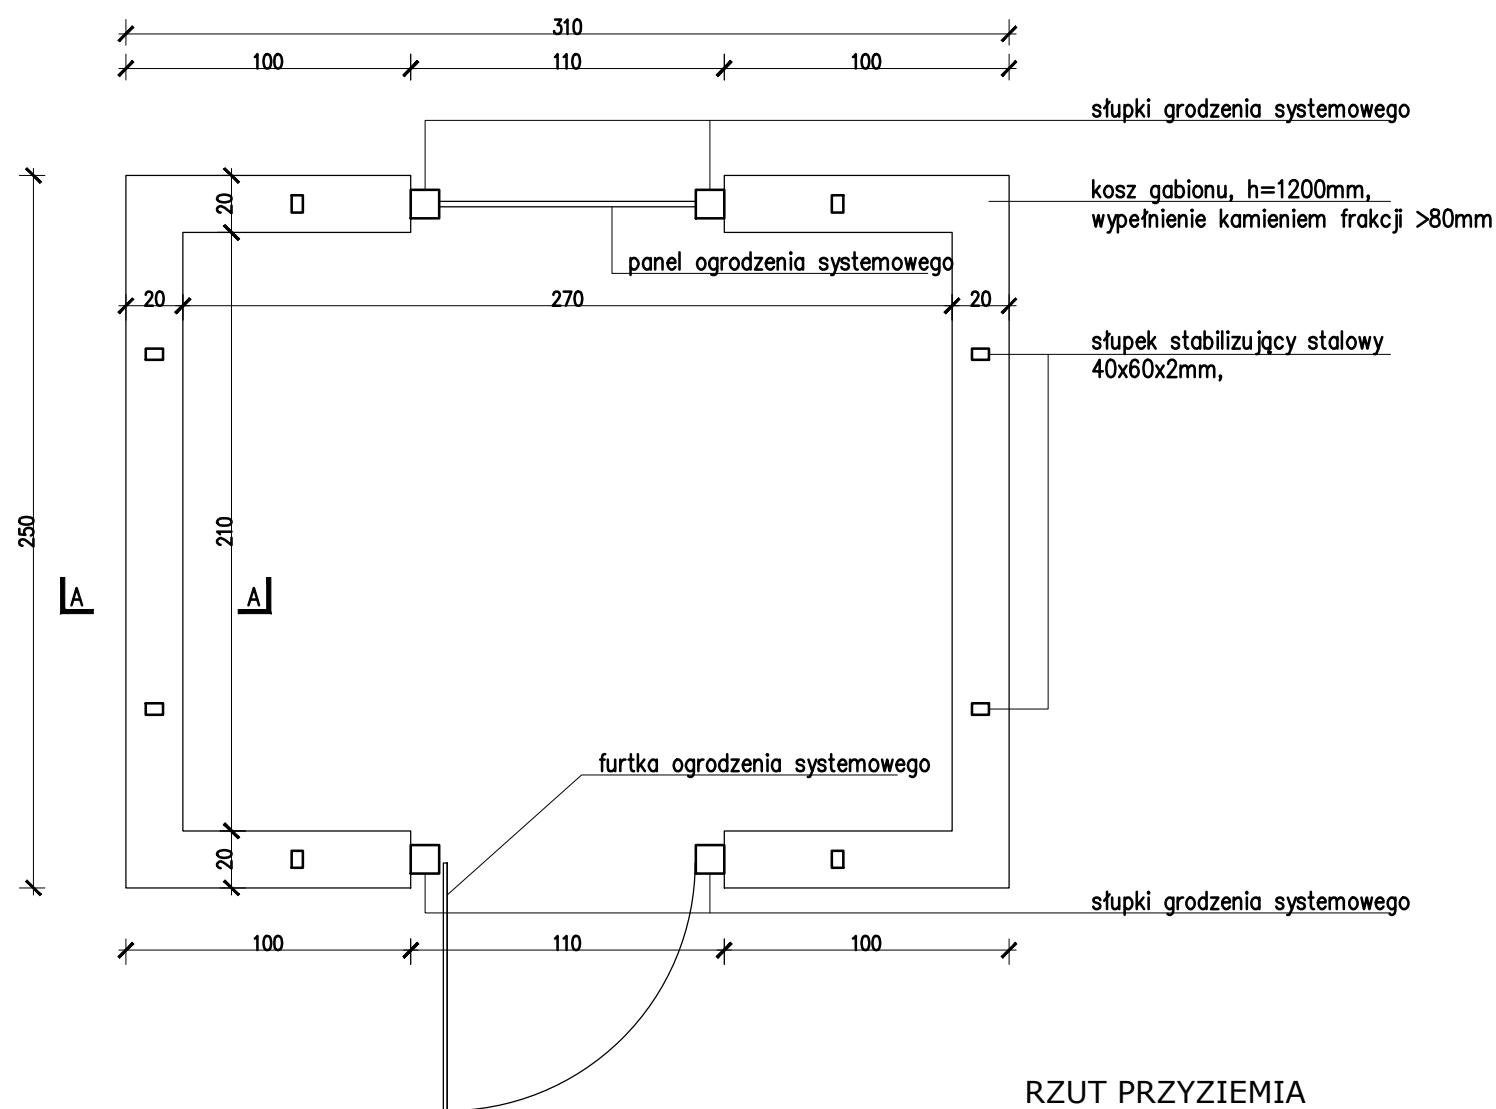 310
100 110 100
słupki grodzenia systemowego
kosz gabionu, h=1200mm,
wypełnienie kamieniem frakcji >80mm
20
panel ogrodzenia systemowego
20 270 20
słupek stabilizujący stalowy
40x60x2mm,
250
210
A A
furtka ogrodzenia systemowego
20
słupki grodzenia systemowego
100 110 100
RZUT PRZYZIEMIA